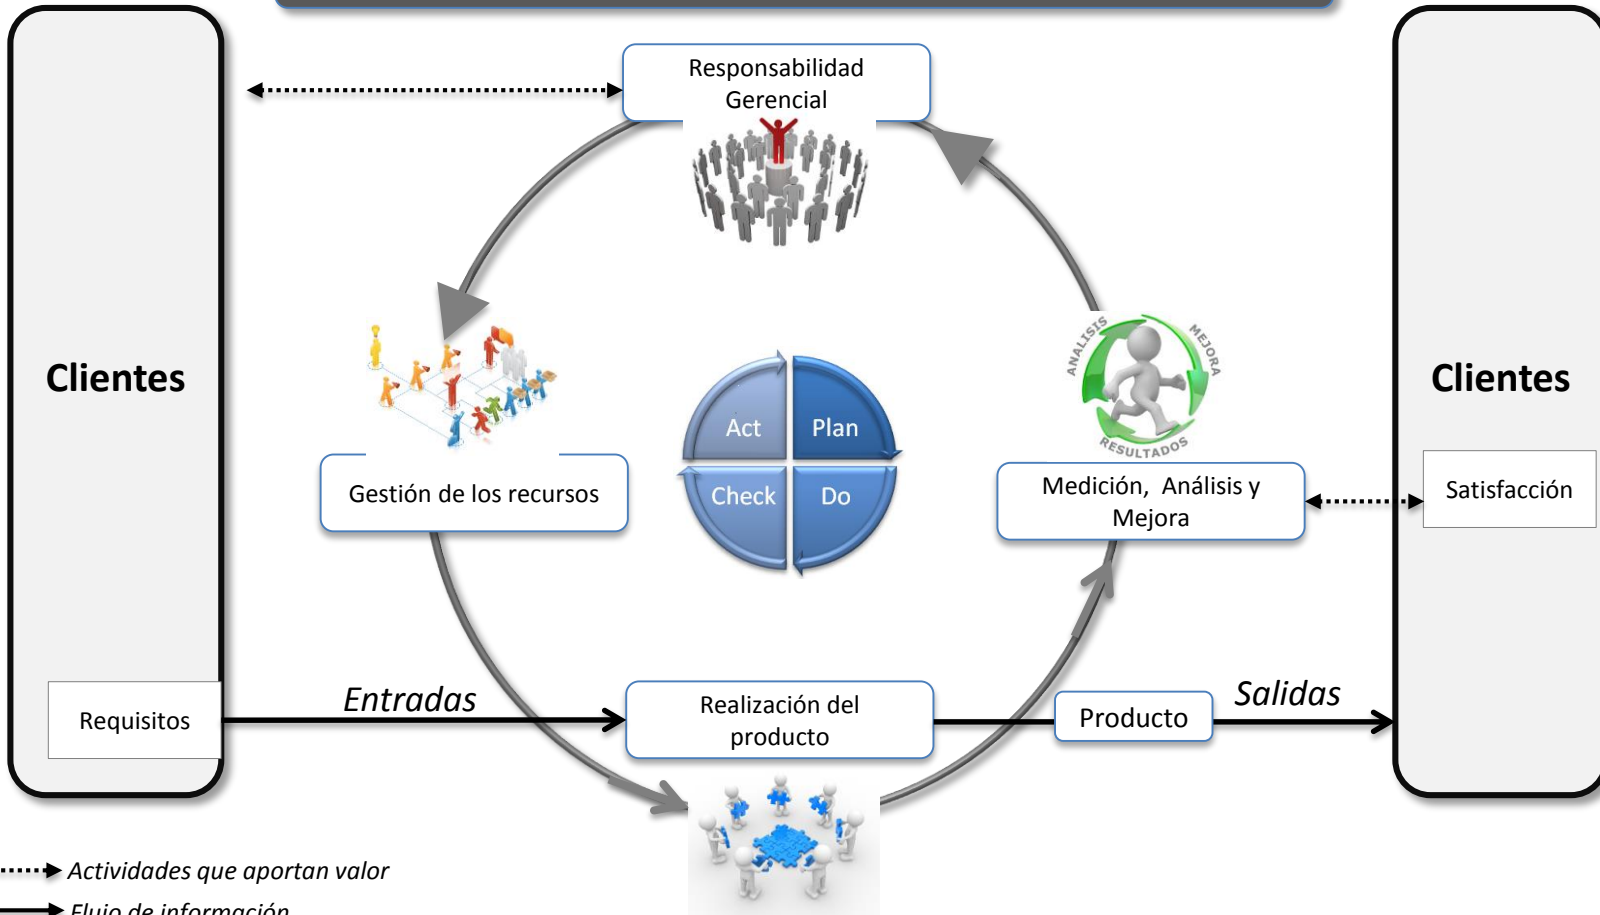 Responsabilidad
Gerencial
Clientes
Clientes
ANALISIS
MEJORA
RESULTADOS
Act
Plan
Check
Do
Gestión de los recursos
Medición, Análisis y
Mejora
Satisfacción
Requisitos
Entradas
Realización del
producto
Producto
Salidas
Actividades que aportan valor
Flujo de información